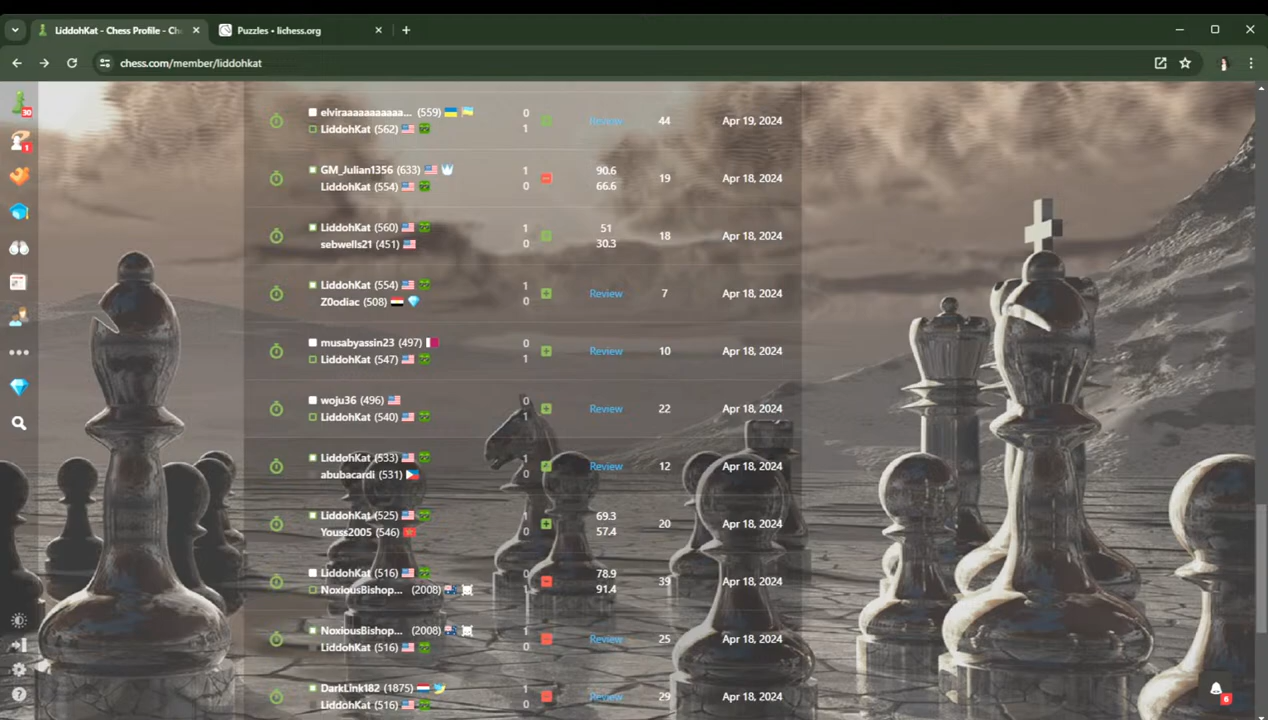 LiddohKat - Chess Profile - Ch
Puzzles • lichess.org
chess.com/member/liddohkat
30
1
elviraaaaaaaaaaa... (559) 0
LiddohKat (562) 1
Review 44 Apr 19, 2024
GM_Julian1356 (633) 1 90.6
LiddohKat (554) 0 66.6
19 Apr 18, 2024
LiddohKat (560) 1 51
sebwells21 (451) 0 30.3
18 Apr 18, 2024
LiddohKat (554) 1
Z0odiac (508) 0
Review 7 Apr 18, 2024
musabyassin23 (497) 0
LiddohKat (547) 1
Review 10 Apr 18, 2024
woju36 (496) 0
LiddohKat (540) 1
Review 22 Apr 18, 2024
LiddohKat (533) 1
abubacardi (531) 0
Review 12 Apr 18, 2024
LiddohKat (525) 1 69.3
Youss2005 (546) 0 57.4
20 Apr 18, 2024
LiddohKat (516) 0 78.9
NoxiousBishop... (2008) 1 91.4
39 Apr 18, 2024
NoxiousBishop... (2008) 1
LiddohKat (516) 0
Review 25 Apr 18, 2024
DarkLink182 (1875) 1
LiddohKat (516) 0
Review 29 Apr 18, 2024
6